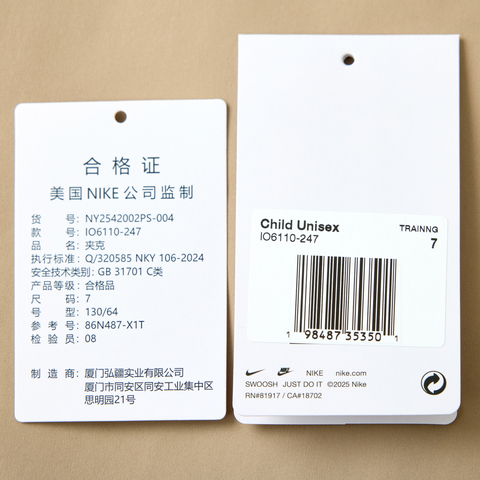 合格证
美国NIKE公司监制
货 号: NY2542002PS-004
款 号: IO6110-247
品 名: 夹克
执行标准: Q/320585 NKY 106-2024
安全技术类别: GB 31701 C类
产品等级: 合格品
尺 码: 7
号 型: 130/64
参 考 号: 86N487-X1T
检 验 员: 08
制 造 商: 厦门弘疆实业有限公司
厦门市同安区同安工业集中区
思明园21号
Child Unisex
IO6110-247
TRAINNG
7
1 98487 35350 1
NIKE nike.com
SWOOSH JUST DO IT ©2025 Nike
RN#81917 / CA#18702